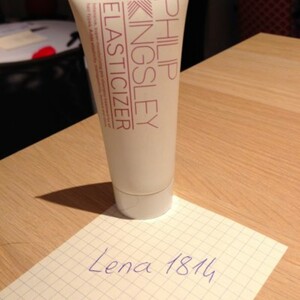 PHILIP
KINGSLEY
ELASTICIZER
Lena 1814